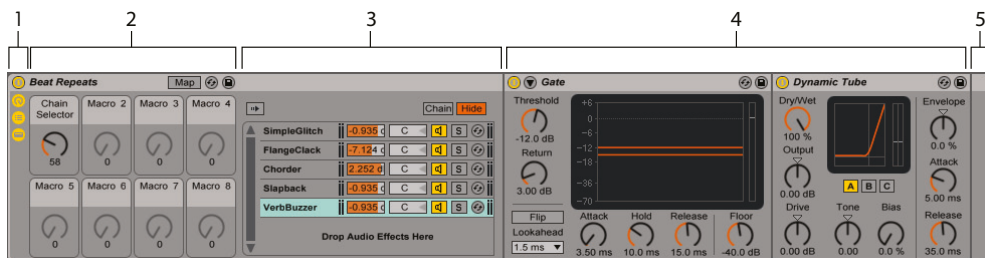 1 2 3 4 5
Beat Repeats Map
Chain Selector Macro 2 Macro 3 Macro 4
58 0 0 0
Macro 5 Macro 6 Macro 7 Macro 8
0 0 0 0
Chain Hide
SimpleGlitch -0.935 d C S
FlangeClack -7.124 d C S
Chorder 2.252 d C S
Slapback -0.935 d C S
VerbBuzzer -0.935 d C S
Drop Audio Effects Here
Gate
Threshold
-12.0 dB
Return
3.00 dB
Flip
Lookahead
1.5 ms
+6
0
-6
-12
-18
-36
-70
Attack Hold Release Floor
3.50 ms 10.0 ms 15.0 ms -40.0 dB
Dynamic Tube
Dry/Wet
100 %
Output
0.00 dB
A B C
Drive Tone Bias
0.00 dB 0.00 0.0 %
Envelope
0.0 %
Attack
5.00 ms
Release
35.0 ms